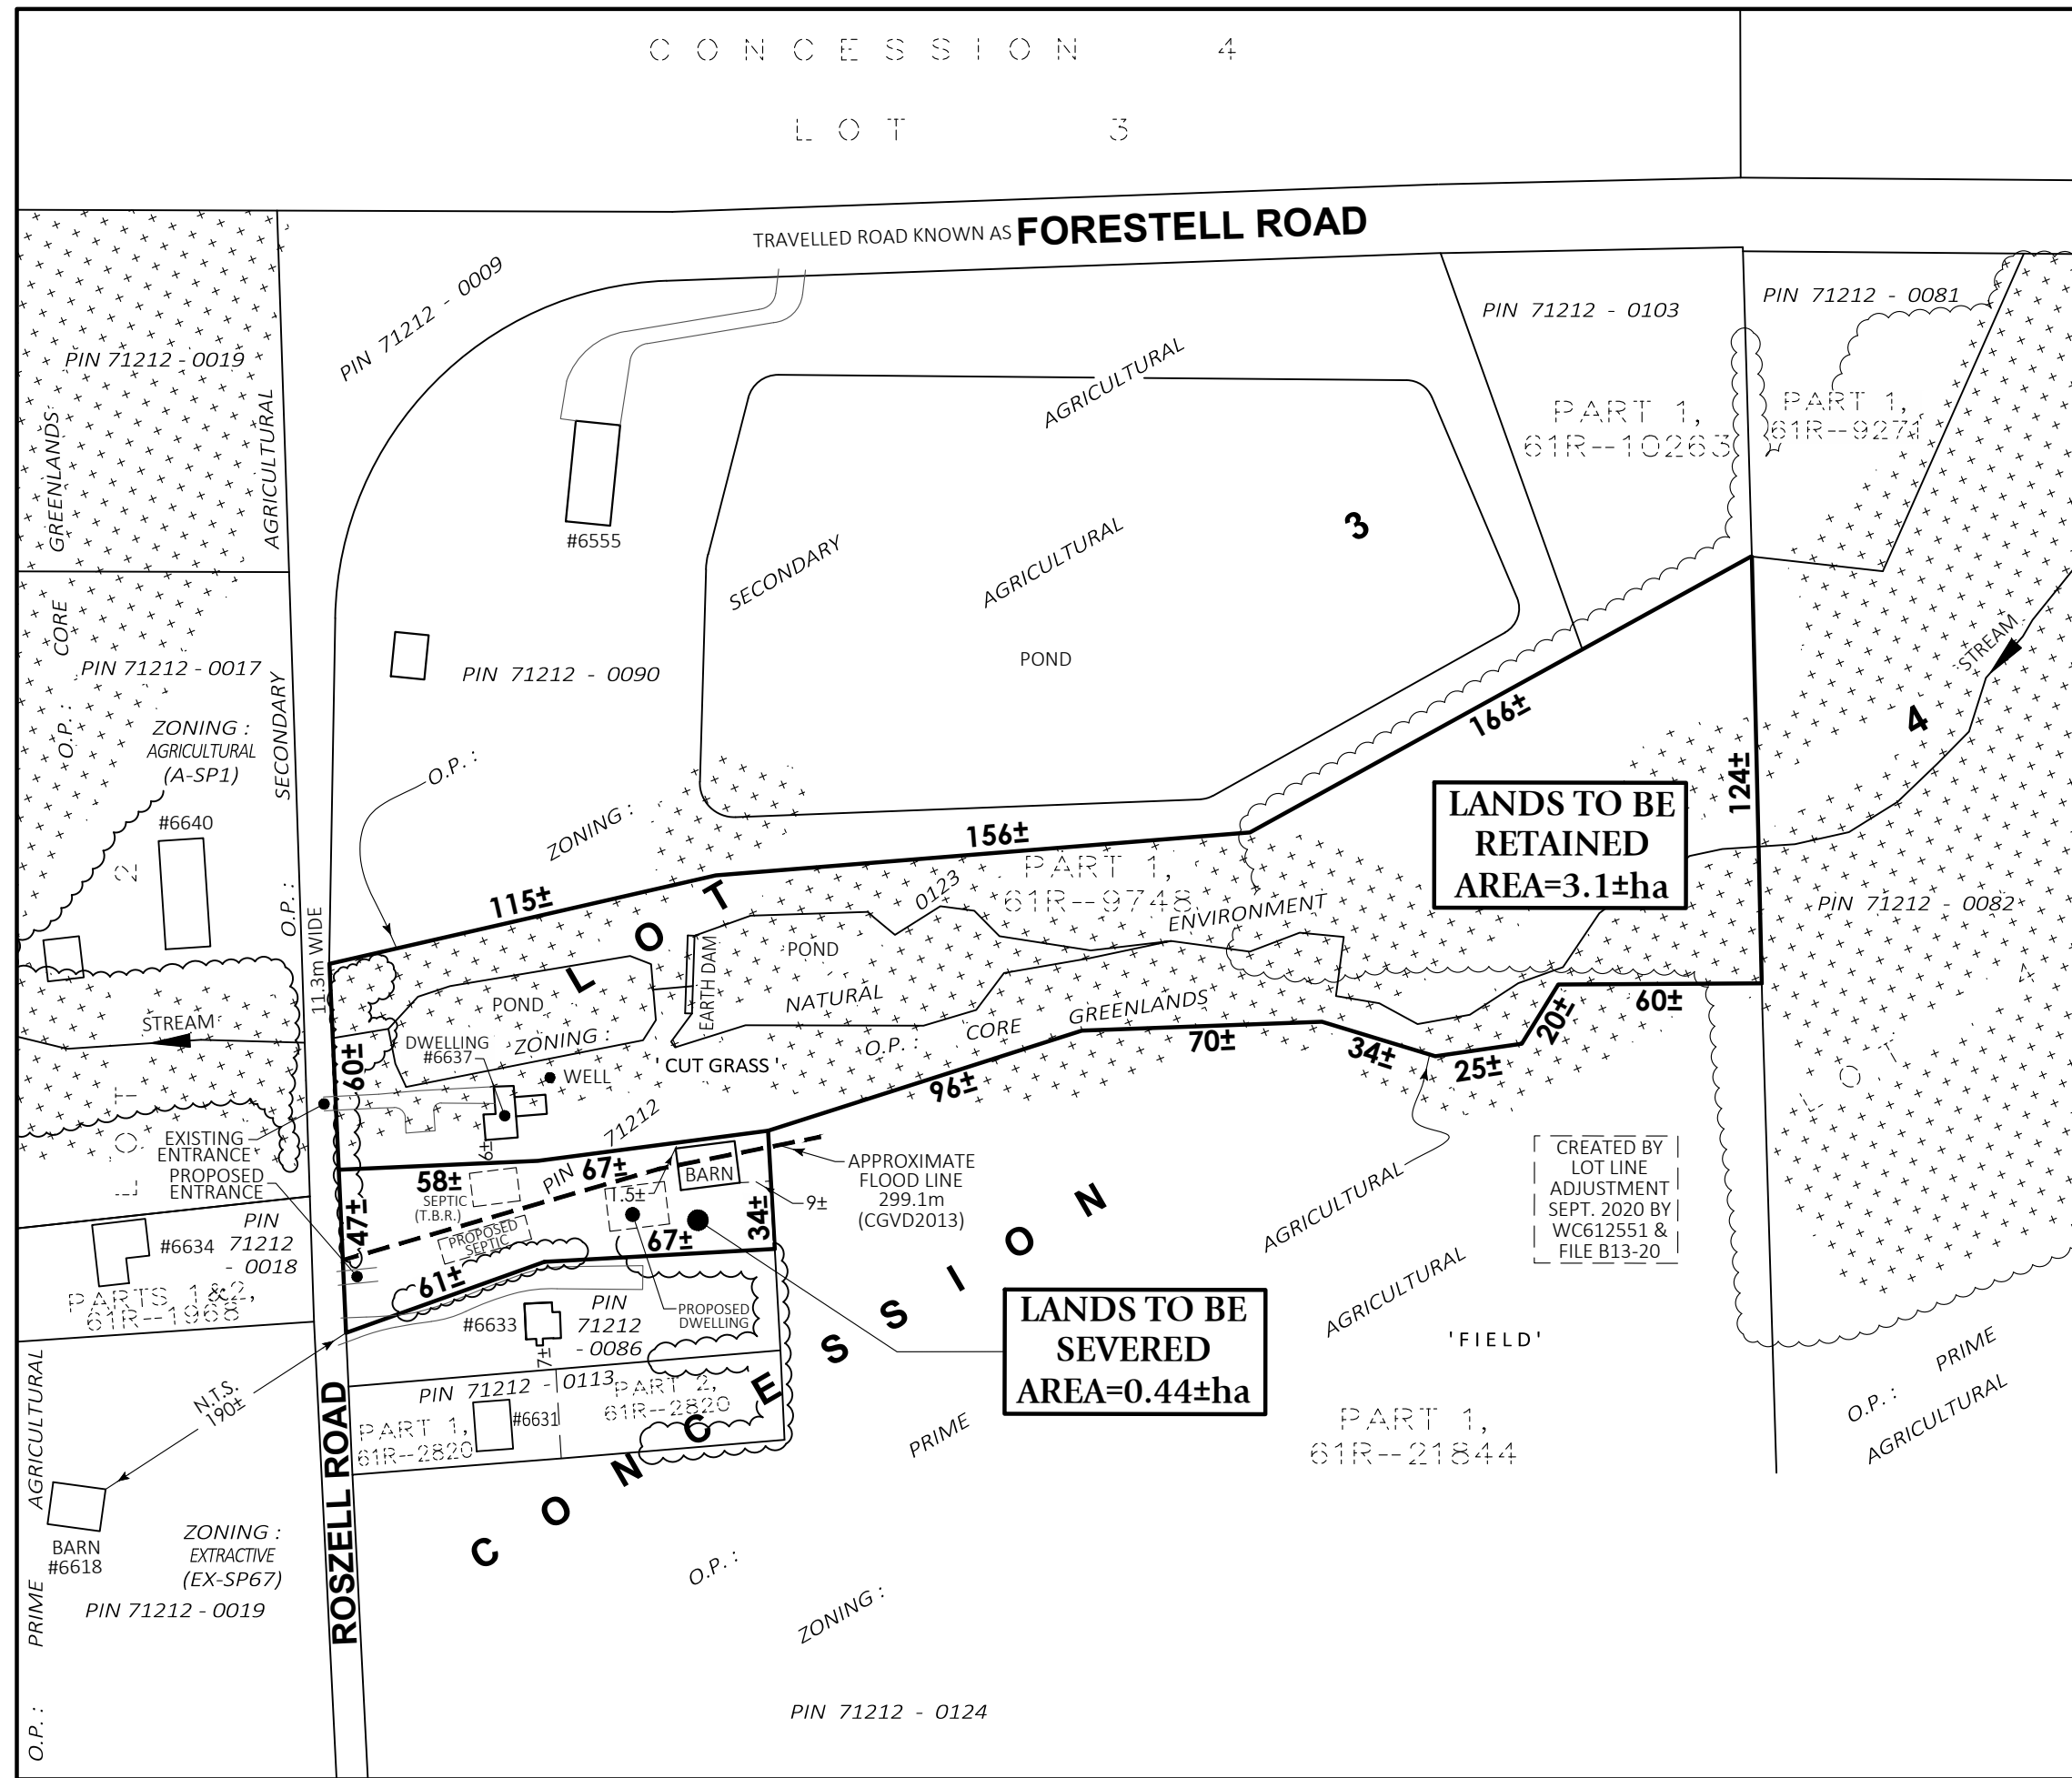 CONCESSION 4
LOT 3
TRAVELLED ROAD KNOWN AS FORESTELL ROAD
PIN 71212 - 0009
PIN 71212 - 0103
PIN 71212 - 0081
PIN 71212 - 0019
GREENLANDS
AGRICULTURAL
AGRICULTURAL
PART 1,
61R--10263
PART 1,
61R--9271
#6555
SECONDARY
AGRICULTURAL
3
POND
CORE
PIN 71212 - 0017
O.P. :
SECONDARY
PIN 71212 - 0090
STREAM
4
ZONING :
AGRICULTURAL
(A-SP1)
166±
124±
O.P. :
ZONING :
#6640
2
O.P. :
11.3m WIDE
LANDS TO BE
RETAINED
AREA=3.1±ha
156±
115±
PART 1,
61R--9748
0123
ENVIRONMENT
PIN 71212 - 0082
LOT
POND
EARTH DAM
POND
NATURAL
CORE
GREENLANDS
O.P. :
STREAM
DWELLING
#6637
ZONING :
WELL
' CUT GRASS '
60±
70±
34±
25±
20±
60±
96±
LOT
4
LOT
EXISTING
ENTRANCE
PROPOSED
ENTRANCE
6±
PIN 71212
58±
67±
SEPTIC
(T.B.R.)
1.5±
BARN
9±
APPROXIMATE
FLOOD LINE
299.1m
(CGVD2013)
CREATED BY
LOT LINE
ADJUSTMENT
SEPT. 2020 BY
WC612551 &
FILE B13-20
47±
PROPOSED
SEPTIC
34±
67±
61±
#6634
PIN
71212
- 0018
PARTS 1&2,
61R--1968
PROPOSED
DWELLING
#6633
7±
PIN
71212
- 0086
LANDS TO BE
SEVERED
AREA=0.44±ha
AGRICULTURAL
AGRICULTURAL
'FIELD'
PRIME
O.P. :
AGRICULTURAL
PIN 71212 - 0113
PART 1,
61R--2820
#6631
PART 2,
61R--2820
CONCESSION
PRIME
O.P. :
ZONING :
PART 1,
61R--21844
N.T.S.
190±
ROSZELL ROAD
AGRICULTURAL
PRIME
O.P. :
BARN
#6618
ZONING :
EXTRACTIVE
(EX-SP67)
PIN 71212 - 0019
PIN 71212 - 0124